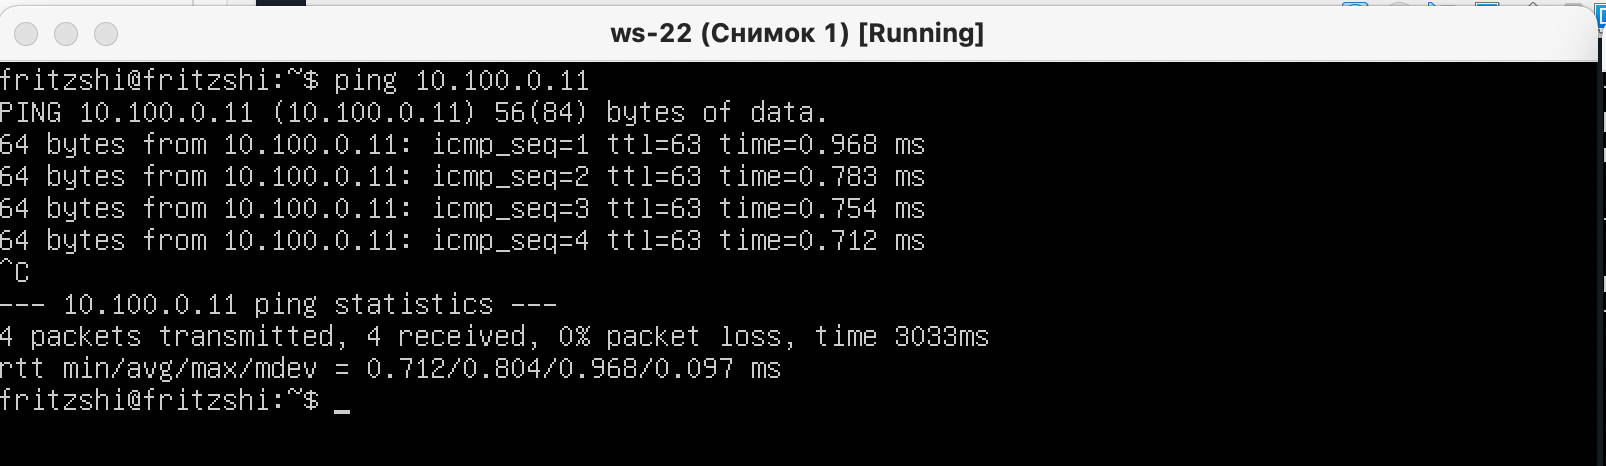 ws-22 (Снимок 1) [Running]
fritzshi@fritzshi:~$ ping 10.100.0.11
PING 10.100.0.11 (10.100.0.11) 56(84) bytes of data.
64 bytes from 10.100.0.11: icmp_seq=1 ttl=63 time=0.968 ms
64 bytes from 10.100.0.11: icmp_seq=2 ttl=63 time=0.783 ms
64 bytes from 10.100.0.11: icmp_seq=3 ttl=63 time=0.754 ms
64 bytes from 10.100.0.11: icmp_seq=4 ttl=63 time=0.712 ms
^C
--- 10.100.0.11 ping statistics ---
4 packets transmitted, 4 received, 0% packet loss, time 3033ms
rtt min/avg/max/mdev = 0.712/0.804/0.968/0.097 ms
fritzshi@fritzshi:~$ _